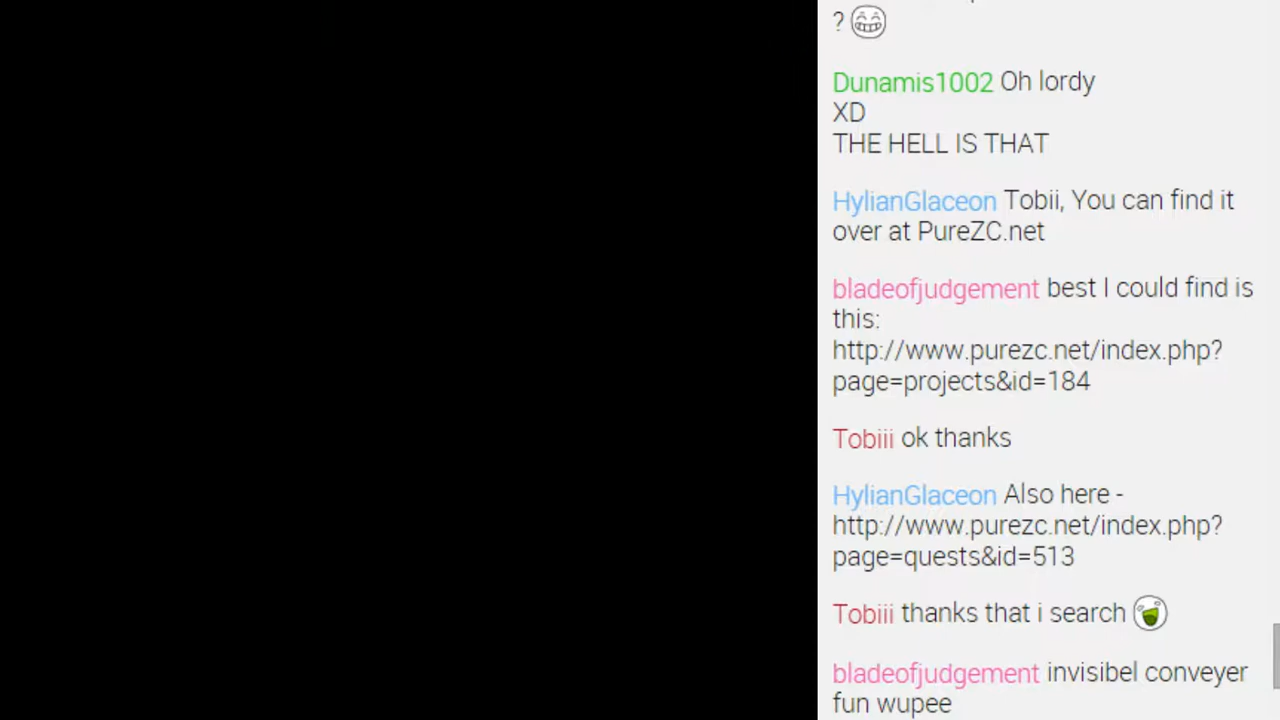 ?
Dunamis1002 Oh lordy
XD
THE HELL IS THAT
HylianGlaceon Tobii, You can find it
over at PureZC.net
bladeofjudgement best I could find is
this:
http://www.purezc.net/index.php?
page=projects&id=184
Tobiii ok thanks
HylianGlaceon Also here -
http://www.purezc.net/index.php?
page=quests&id=513
Tobiii thanks that i search
bladeofjudgement invisibel conveyer
fun wupee